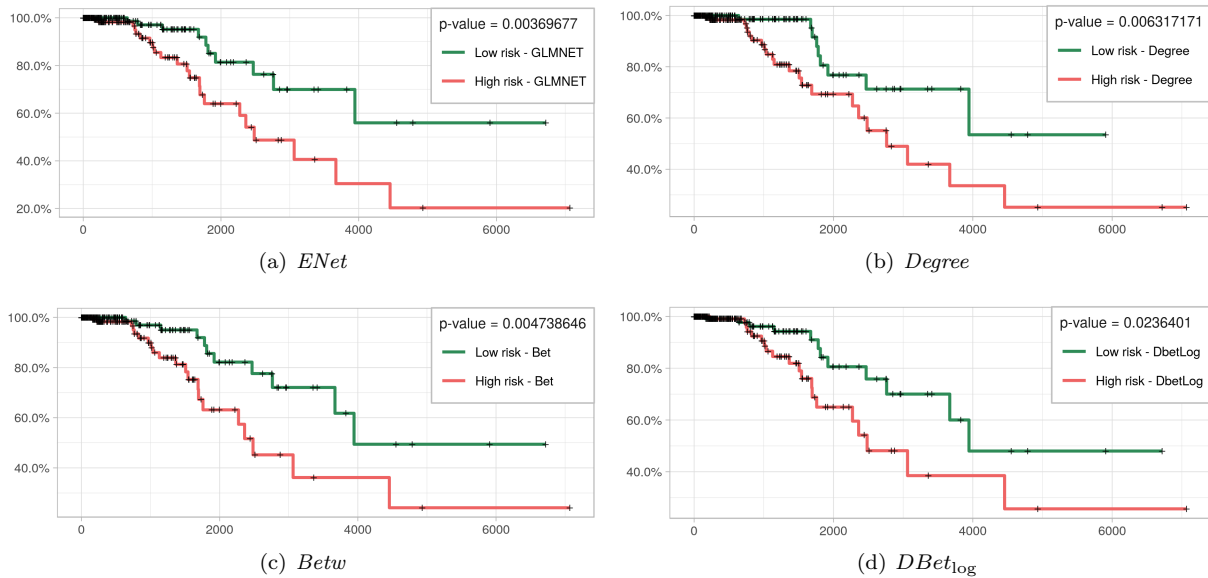 p-value = 0.00369677
Low risk - GLMNET
High risk - GLMNET
100.0%
80.0%
60.0%
40.0%
20.0%
0
2000
4000
6000
(a) ENet
p-value = 0.006317171
Low risk - Degree
High risk - Degree
100.0%
80.0%
60.0%
40.0%
0
2000
4000
6000
(b) Degree
p-value = 0.004738646
Low risk - Bet
High risk - Bet
100.0%
80.0%
60.0%
40.0%
0
2000
4000
6000
(c) Betw
p-value = 0.0236401
Low risk - DbetLog
High risk - DbetLog
100.0%
80.0%
60.0%
40.0%
0
2000
4000
6000
(d) DBetlog